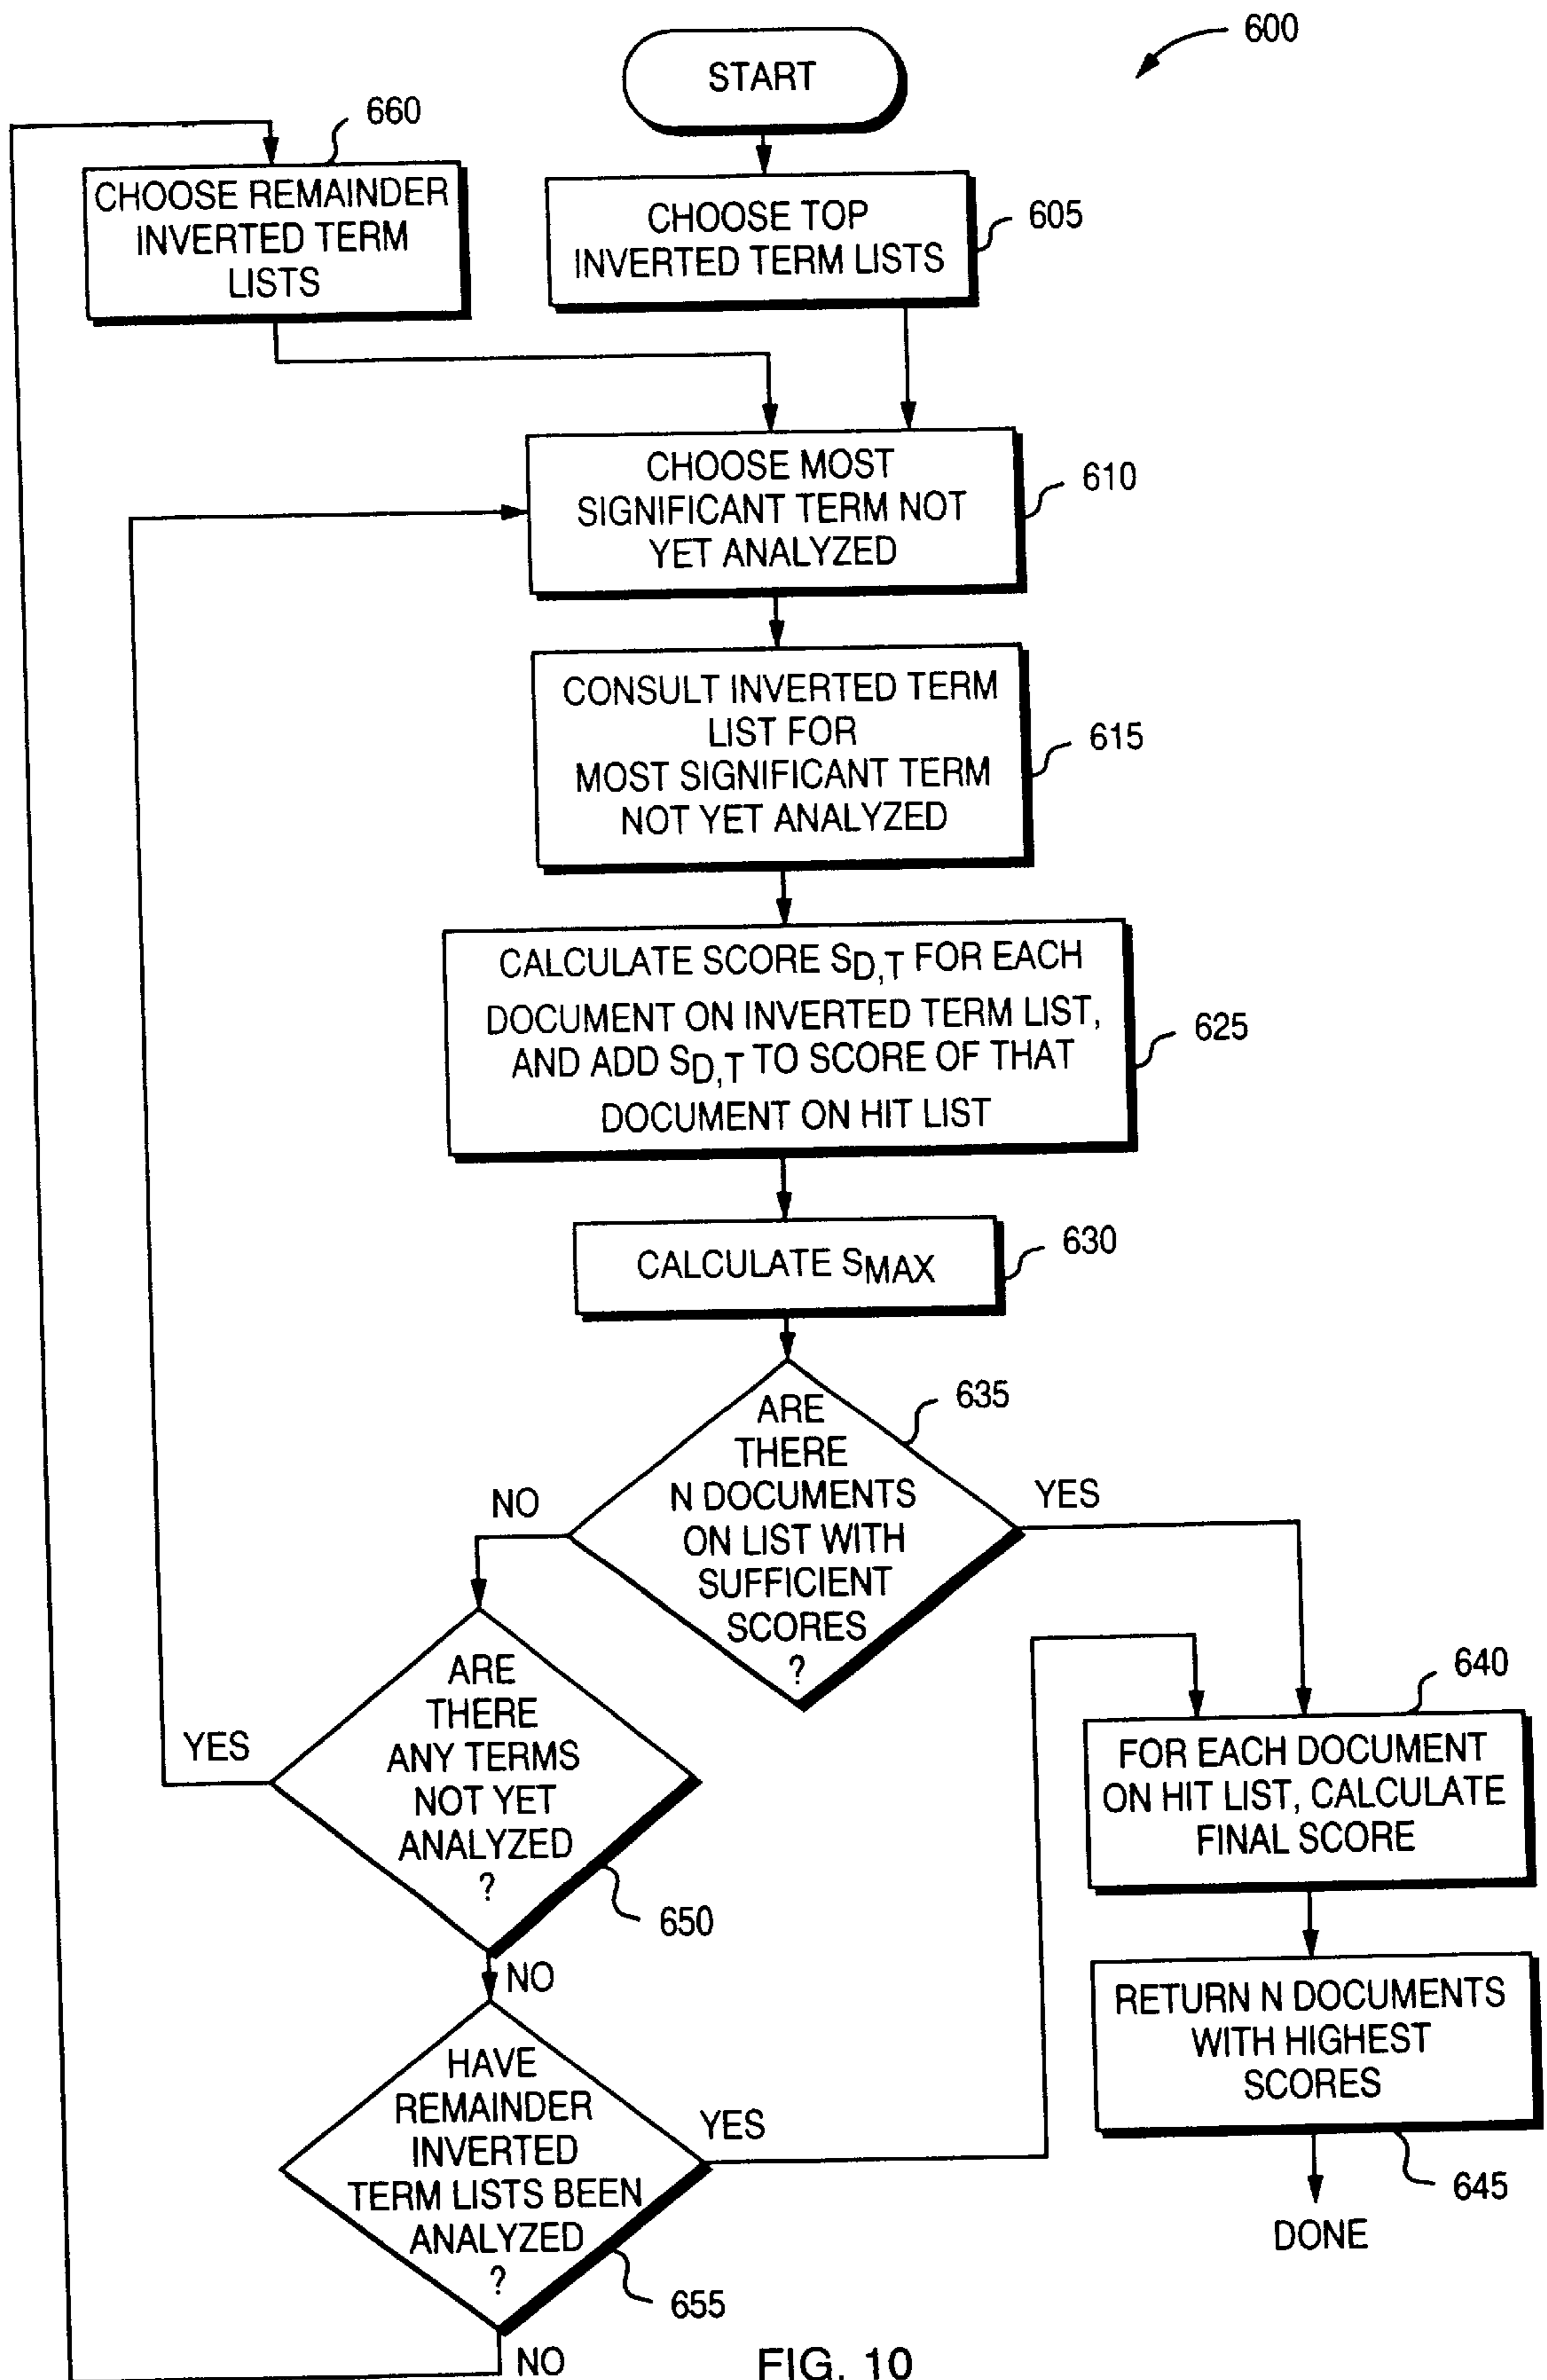 600
START
660
CHOOSE REMAINDER
INVERTED TERM
LISTS
CHOOSE TOP
INVERTED TERM LISTS
605
CHOOSE MOST
SIGNIFICANT TERM NOT
YET ANALYZED
610
CONSULT INVERTED TERM
LIST FOR
MOST SIGNIFICANT TERM
NOT YET ANALYZED
615
CALCULATE SCORE SD,T FOR EACH
DOCUMENT ON INVERTED TERM LIST,
AND ADD SD,T TO SCORE OF THAT
DOCUMENT ON HIT LIST
625
CALCULATE SMAX
630
ARE
THERE
N DOCUMENTS
ON LIST WITH
SUFFICIENT
SCORES
?
635
NO
YES
ARE
THERE
ANY TERMS
NOT YET
ANALYZED
?
YES
650
NO
640
FOR EACH DOCUMENT
ON HIT LIST, CALCULATE
FINAL SCORE
RETURN N DOCUMENTS
WITH HIGHEST
SCORES
645
DONE
HAVE
REMAINDER
INVERTED
TERM LISTS BEEN
ANALYZED
?
YES
655
NO
FIG. 10